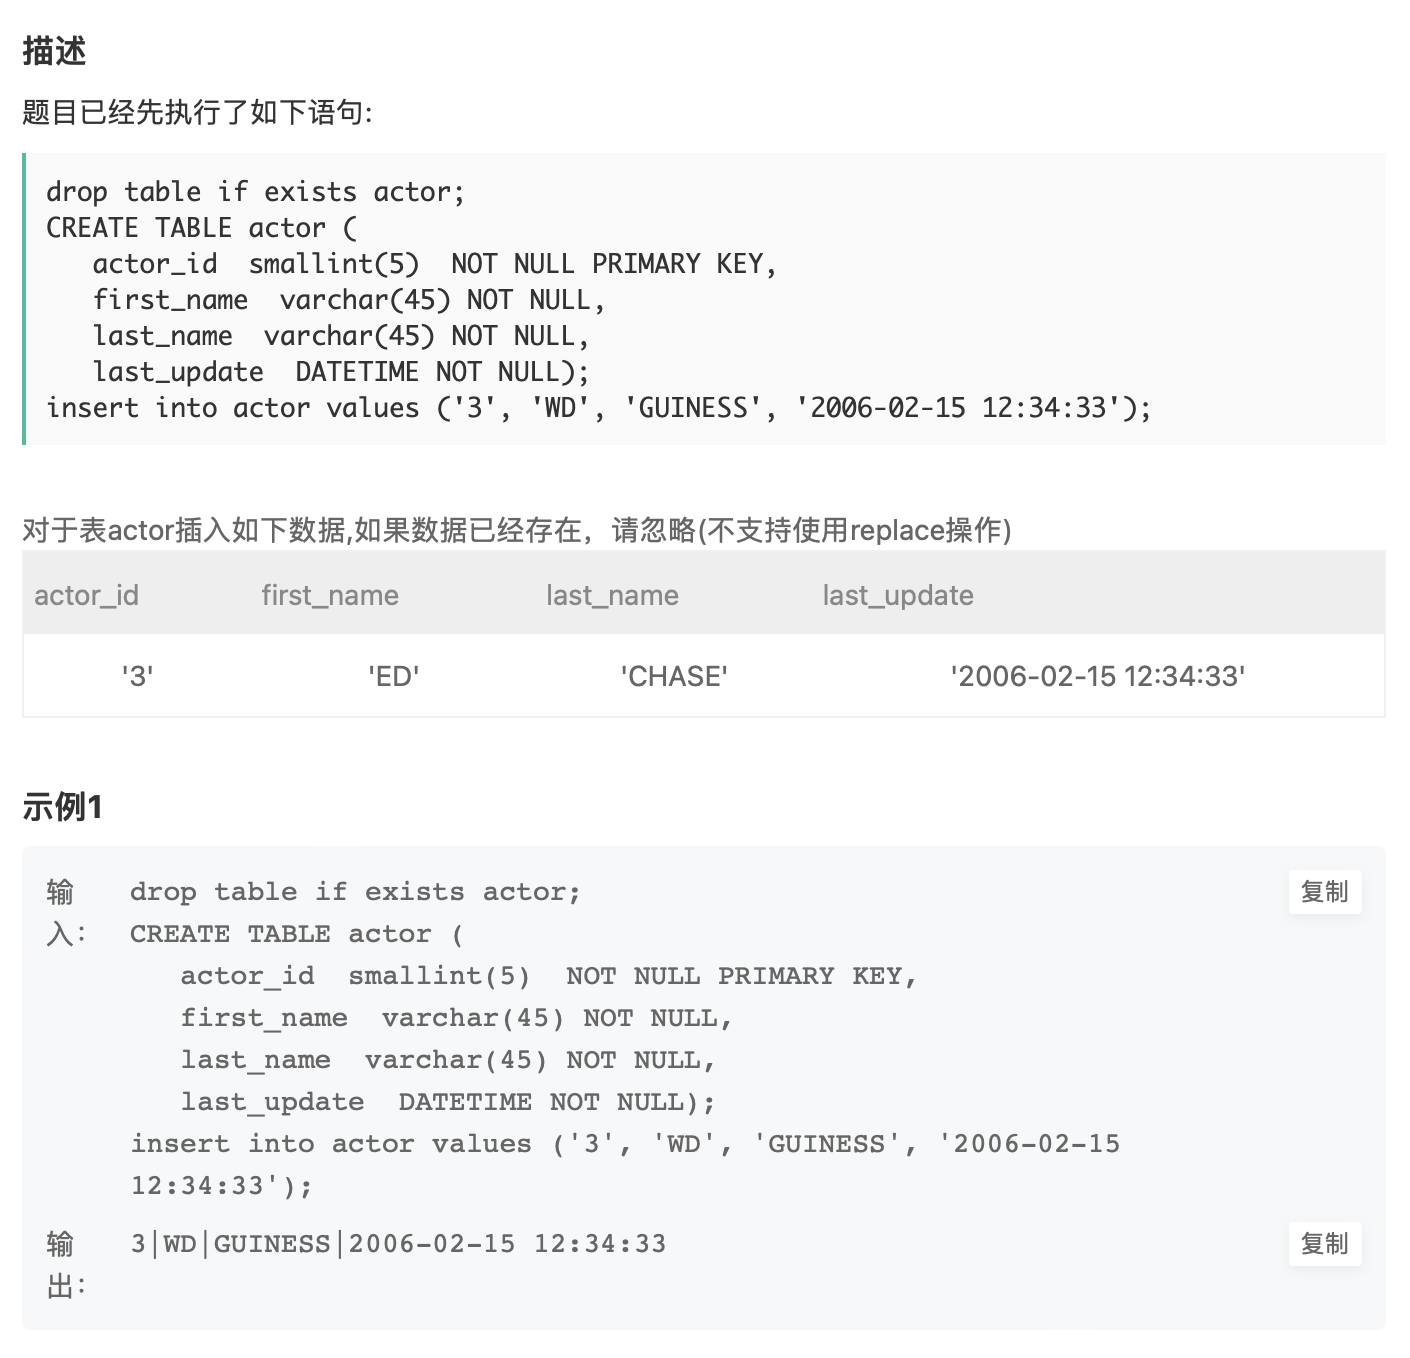 描述
题目已经先执行了如下语句:
drop table if exists actor;
CREATE TABLE actor (
   actor_id  smallint(5)  NOT NULL PRIMARY KEY,
   first_name  varchar(45) NOT NULL,
   last_name  varchar(45) NOT NULL,
   last_update  DATETIME NOT NULL);
insert into actor values ('3', 'WD', 'GUINESS', '2006-02-15 12:34:33');
对于表actor插入如下数据,如果数据已经存在，请忽略(不支持使用replace操作)
actor_id first_name last_name last_update
'3' 'ED' 'CHASE' '2006-02-15 12:34:33'
示例1
输入： drop table if exists actor; 复制
CREATE TABLE actor (
   actor_id  smallint(5)  NOT NULL PRIMARY KEY,
   first_name  varchar(45) NOT NULL,
   last_name  varchar(45) NOT NULL,
   last_update  DATETIME NOT NULL);
insert into actor values ('3', 'WD', 'GUINESS', '2006-02-15
12:34:33');
输出： 3|WD|GUINESS|2006-02-15 12:34:33 复制